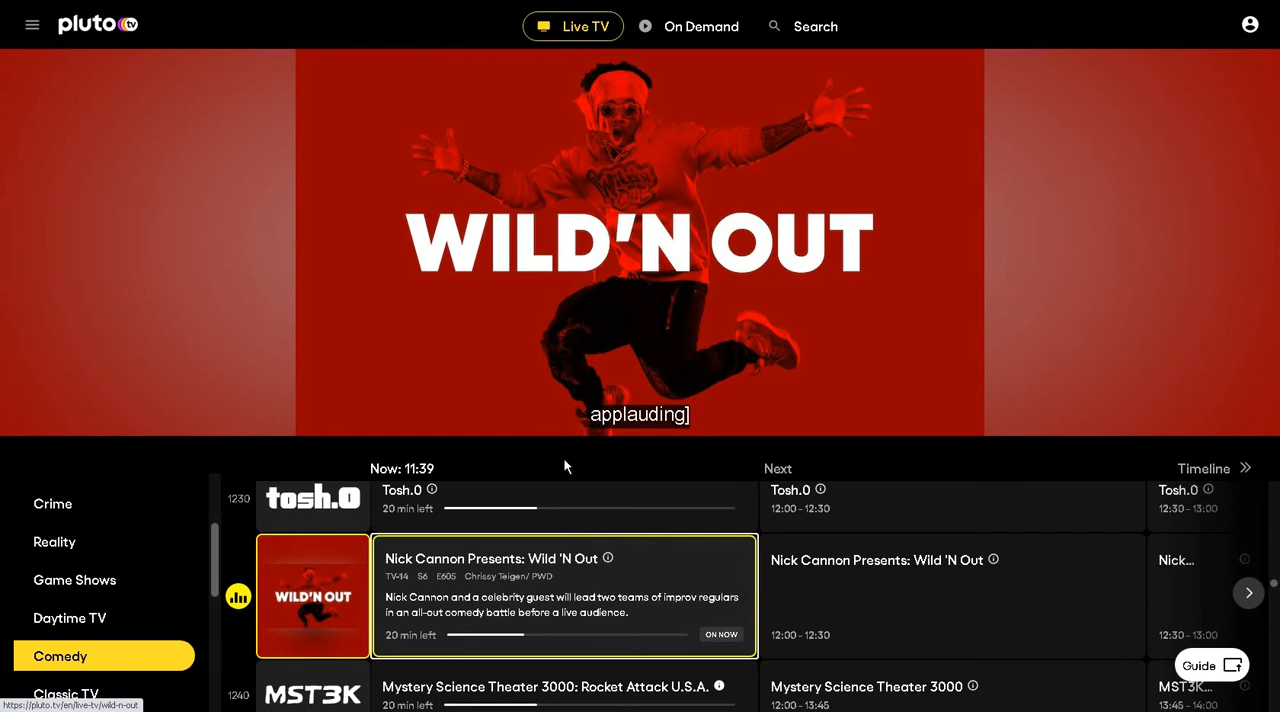 pluto tv
Live TV
On Demand
Search
WILD'N OUT
applauding]
Now: 11:39
Next
Timeline
Crime
Reality
Game Shows
Daytime TV
Comedy
Classic TV
1230
tosh.0
Tosh.0
20 min left
Tosh.0
12:00 - 12:30
Tosh.0
12:30 - 13:00
WILD'N OUT
Nick Cannon Presents: Wild 'N Out
TV-14 S6 E605 Chrissy Teigen/ PWD
Nick Cannon and a celebrity guest will lead two teams of improv regulars
in an all-out comedy battle before a live audience.
20 min left
ON NOW
Nick Cannon Presents: Wild 'N Out
12:00 - 12:30
Nick...
12:30 - 13:00
Guide
1240
MST3K
Mystery Science Theater 3000: Rocket Attack U.S.A.
20 min left
Mystery Science Theater 3000
12:00 - 13:45
MST3K...
13:45 - 14:00
https://pluto.tv/en/live-tv/wild-n-out